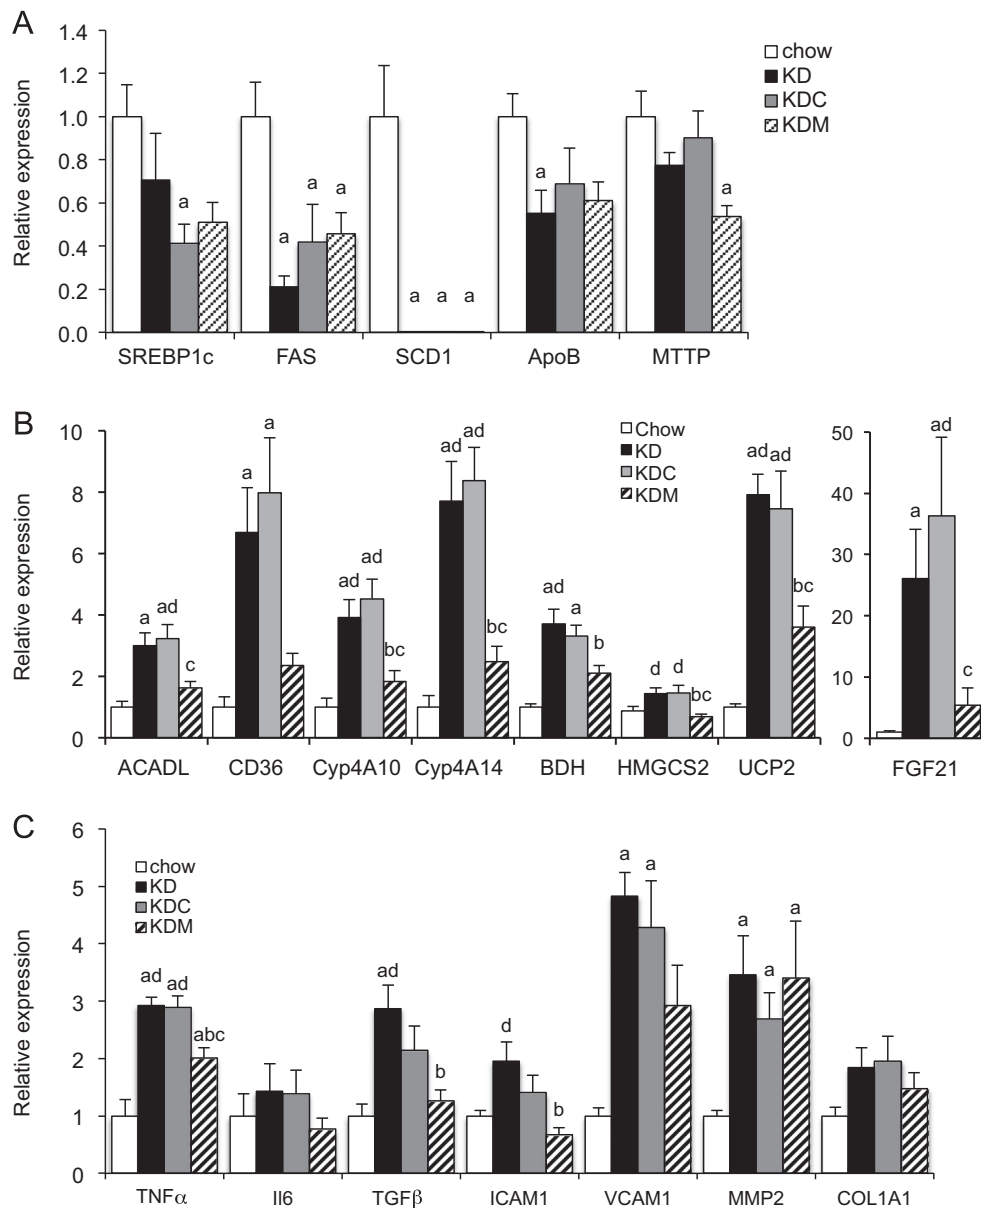 A
Relative expression
1.4
1.2
1.0
0.8
0.6
0.4
0.2
0.0
chow
KD
KDC
KDM
a
a a a
a a a
a
a
SREBP1c FAS SCD1 ApoB MTTP
B
Relative expression
10
8
6
4
2
0
Chow
KD
KDC
KDM
a ad c
a a
ad ad bc
ad ad bc
ad a b
d d bc
ad ad bc
ACADL CD36 Cyp4A10 Cyp4A14 BDH HMGCS2 UCP2
50
40
30
20
10
0
a ad c
FGF21
C
Relative expression
6
5
4
3
2
1
0
chow
KD
KDC
KDM
ad ad abc
ad b
d b
a a
a a a
TNFα Il6 TGFβ ICAM1 VCAM1 MMP2 COL1A1